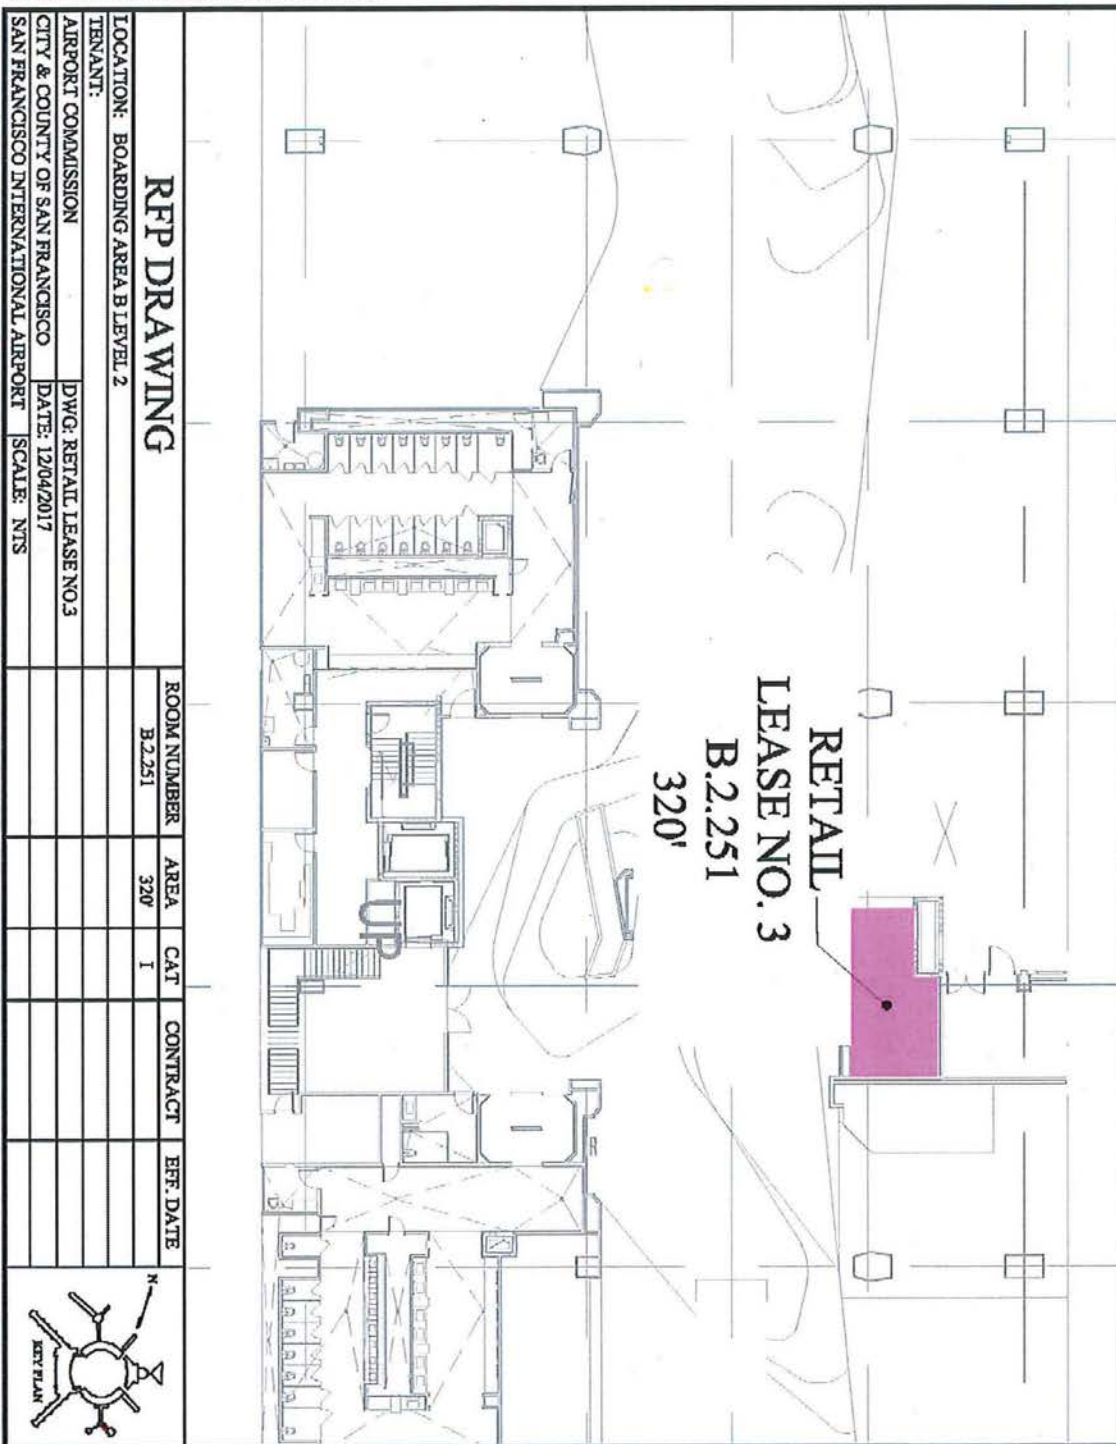 RETAIL
LEASE NO. 3
B.2.251
320'
UP
RFP DRAWING
LOCATION: BOARDING AREA B LEVEL 2
TENANT:
AIRPORT COMMISSION
CITY & COUNTY OF SAN FRANCISCO
SAN FRANCISCO INTERNATIONAL AIRPORT
DWG: RETAIL LEASE NO.3
DATE: 12/04/2017
SCALE: NTS
ROOM NUMBER AREA CAT CONTRACT EFF. DATE
B.2.251 320' I
N
KEY PLAN